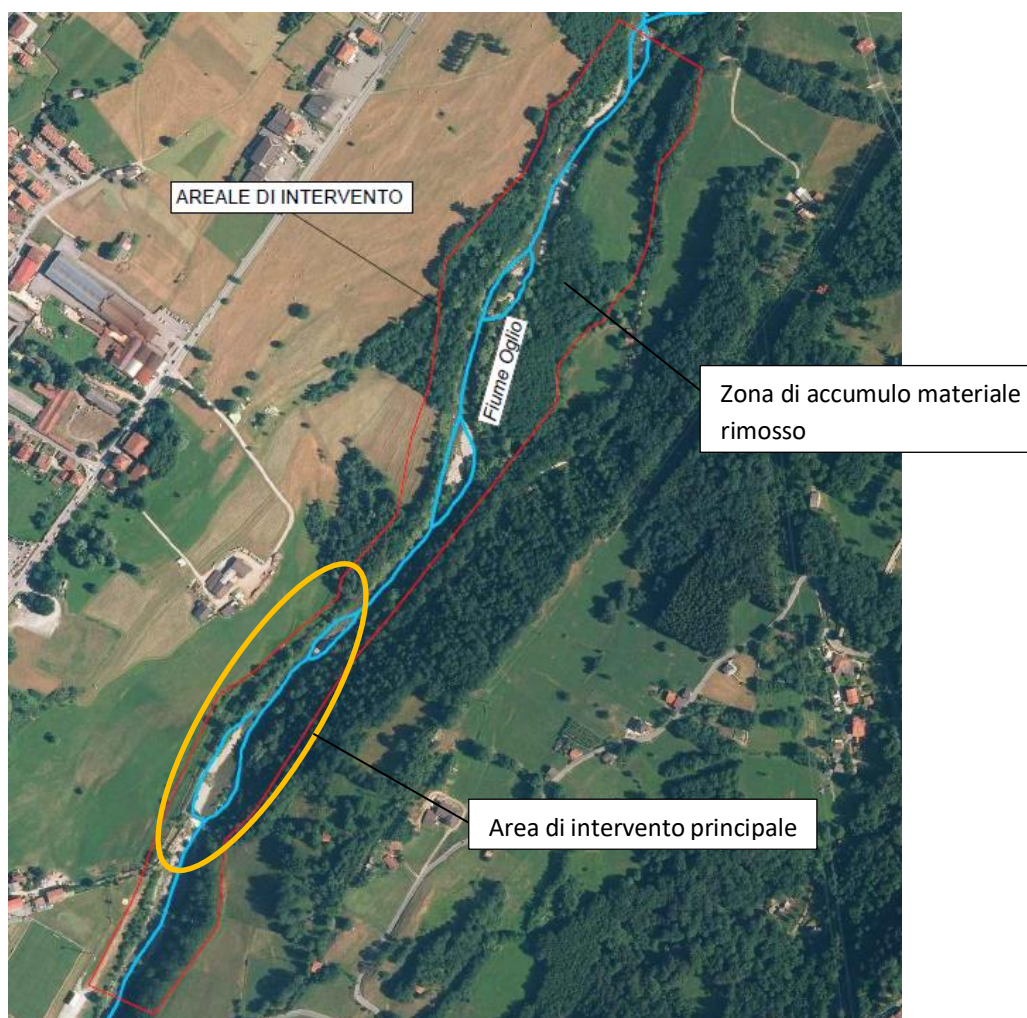 AREALE DI INTERVENTO
Fiume Oglio
Zona di accumulo materiale
rimosso
Area di intervento principale